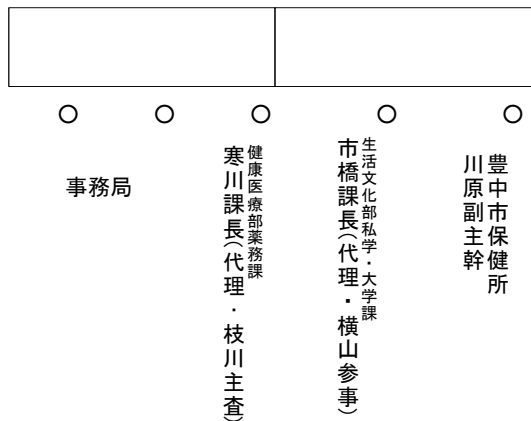 事務局
健康医療部薬務課
寒川課長(代理・枝川主査)
生活文化部私学・大学課
市橋課長(代理・横山参事)
豊中市保健所
川原副主幹